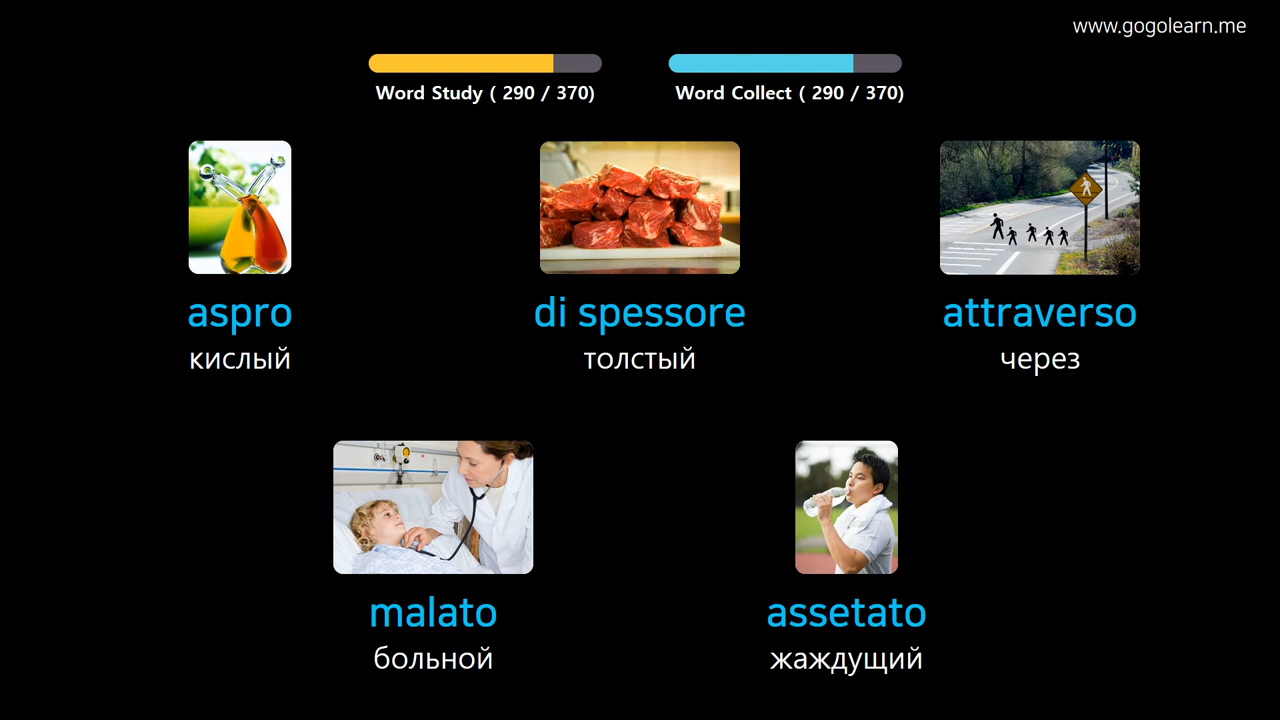 www.gogolearn.me
Word Study ( 290 / 370)
Word Collect ( 290 / 370)
aspro
кислый
di spessore
толстый
attraverso
через
malato
больной
assetato
жаждущий